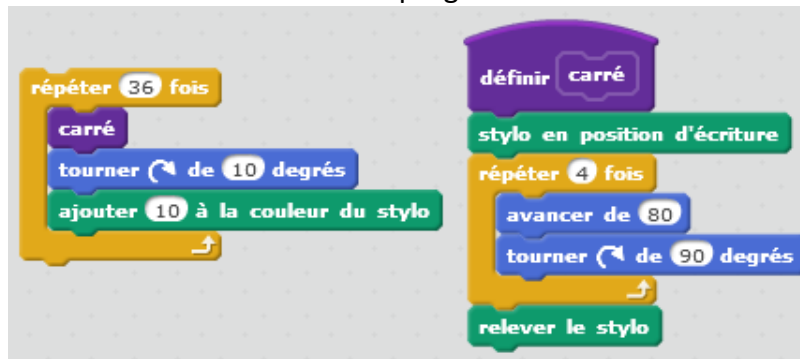 répéter 36 fois
carré
tourner de 10 degrés
ajouter 10 à la couleur du stylo
définir carré
stylo en position d'écriture
répéter 4 fois
avancer de 80
tourner de 90 degrés
relever le stylo